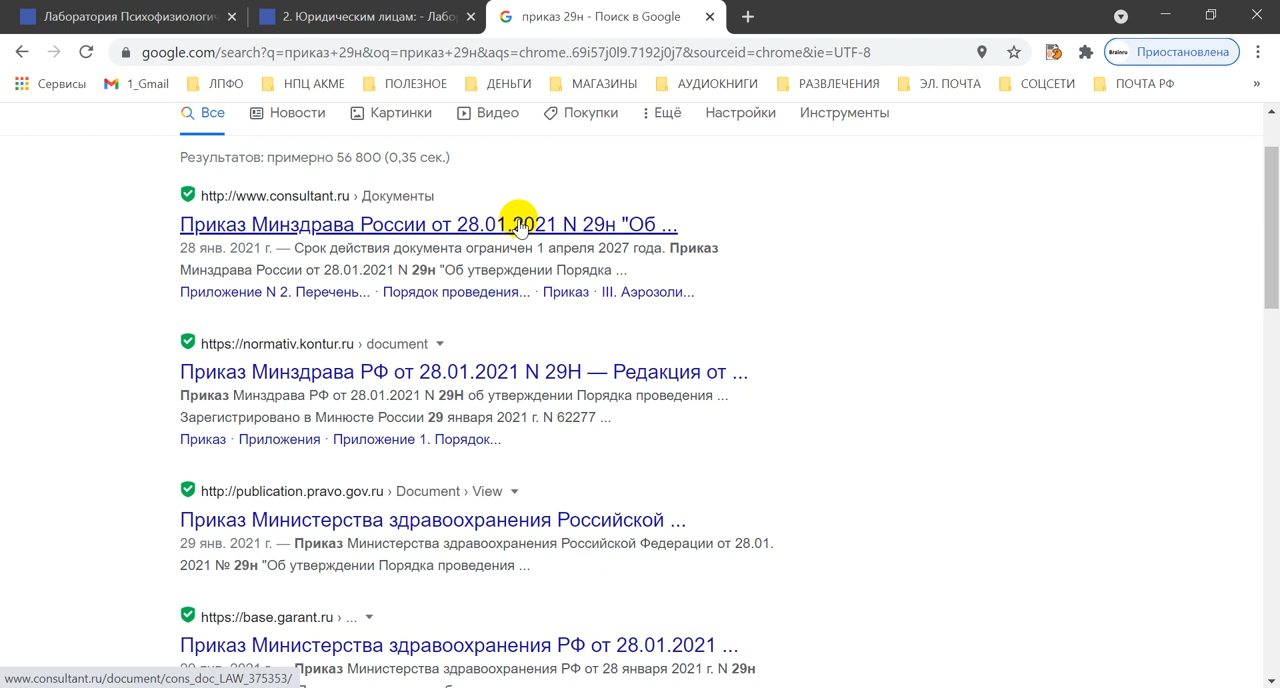 Лаборатория Психофизиологи
2. Юридическим лицам: - Лабо
приказ 29н - Поиск в Google
google.com/search?q=приказ+29н&oq=приказ+29н&aqs=chrome..69i57j0l9.7192j0j7&sourceid=chrome&ie=UTF-8
Brainru Приостановлена
Сервисы 1_Gmail ЛПФО НПЦ АКМЕ ПОЛЕЗНОЕ ДЕНЬГИ МАГАЗИНЫ АУДИОКНИГИ РАЗВЛЕЧЕНИЯ ЭЛ. ПОЧТА СОЦСЕТИ ПОЧТА РФ »
Все Новости Картинки Видео Покупки Ещё Настройки Инструменты
Результатов: примерно 56 800 (0,35 сек.)
http://www.consultant.ru › Документы
Приказ Минздрава России от 28.01.2021 N 29н "Об ...
28 янв. 2021 г. — Срок действия документа ограничен 1 апреля 2027 года. Приказ
Минздрава России от 28.01.2021 N 29н "Об утверждении Порядка ...
Приложение N 2. Перечень... · Порядок проведения... · Приказ · III. Аэрозоли...
https://normativ.kontur.ru › document
Приказ Минздрава РФ от 28.01.2021 N 29Н — Редакция от ...
Приказ Минздрава РФ от 28.01.2021 N 29Н об утверждении Порядка проведения ...
Зарегистрировано в Минюсте России 29 января 2021 г. N 62277 ...
Приказ · Приложения · Приложение 1. Порядок...
http://publication.pravo.gov.ru › Document › View
Приказ Министерства здравоохранения Российской ...
29 янв. 2021 г. — Приказ Министерства здравоохранения Российской Федерации от 28.01.
2021 № 29н "Об утверждении Порядка проведения ...
https://base.garant.ru › ...
Приказ Министерства здравоохранения РФ от 28.01.2021 ...
Приказ Министерства здравоохранения РФ от 28 января 2021 г. N 29н
www.consultant.ru/document/cons_doc_LAW_375353/